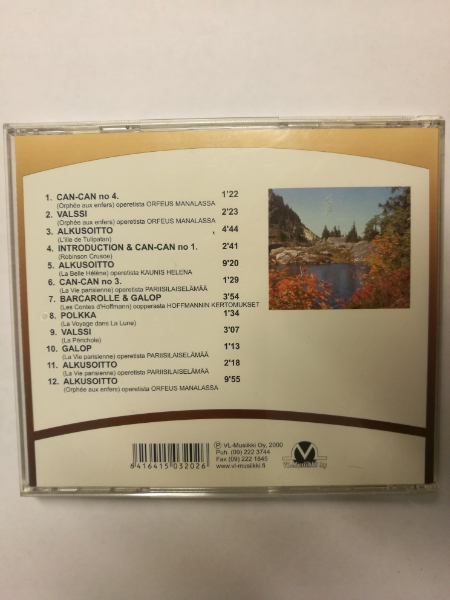 1. CAN-CAN no 4. 1'22
(Orphée aux enfers) operetista ORFEUS MANALASSA
2. VALSSI 2'23
(Orphée aux enfers) operetista ORFEUS MANALASSA
3. ALKUSOITTO 4'44
(L'ille de Tulipatan)
4. INTRODUCTION & CAN-CAN no 1. 2'41
(Robinson Crusoe)
5. ALKUSOITTO 9'20
(La Belle Hélène) operetista KAUNIS HELENA
6. CAN-CAN no 3. 1'29
(La Vie parisienne) operetista PARIISILAISELÄMÄÄ
7. BARCAROLLE & GALOP 3'54
(Les Contes d'Hoffmann) oopperasta HOFFMANNIN KERTOMUKSET
8. POLKKA 1'34
(La Voyage dans La Lune)
9. VALSSI 3'07
(La Périchole)
10. GALOP 1'13
(La Vie parisienne) operetista PARIISILAISELÄMÄÄ
11. ALKUSOITTO 2'18
(La Vie parisienne) operetista PARIISILAISELÄMÄÄ
12. ALKUSOITTO 9'55
(Orphée aux enfers) operetista ORFEUS MANALASSA
6416415032026
℗ VL-Musiikki Oy, 2000
Puh. (09) 222 3744
Fax (09) 222 1845
www.vl-musiikki.fi